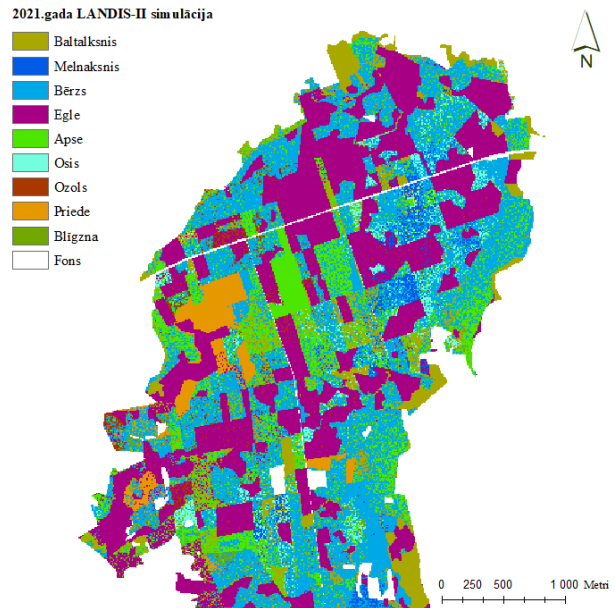 2021.gada LANDIS-II simulācija
Baltalksnis
Melnaksnis
Bērzs
Egle
Apse
Osis
Ozols
Priede
Blīgzna
Fons
N
0 250 500 1 000 Metri